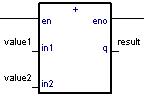 +
en eno
value1 in1 q result
value2 in2